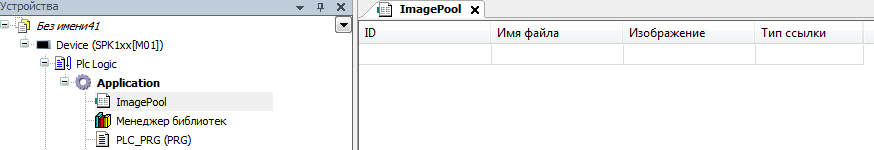 Устройства
Без имени41
Device (SPK1xx[M01])
Plc Logic
Application
ImagePool
Менеджер библиотек
PLC_PRG (PRG)
ImagePool
ID Имя файла Изображение Тип ссылки